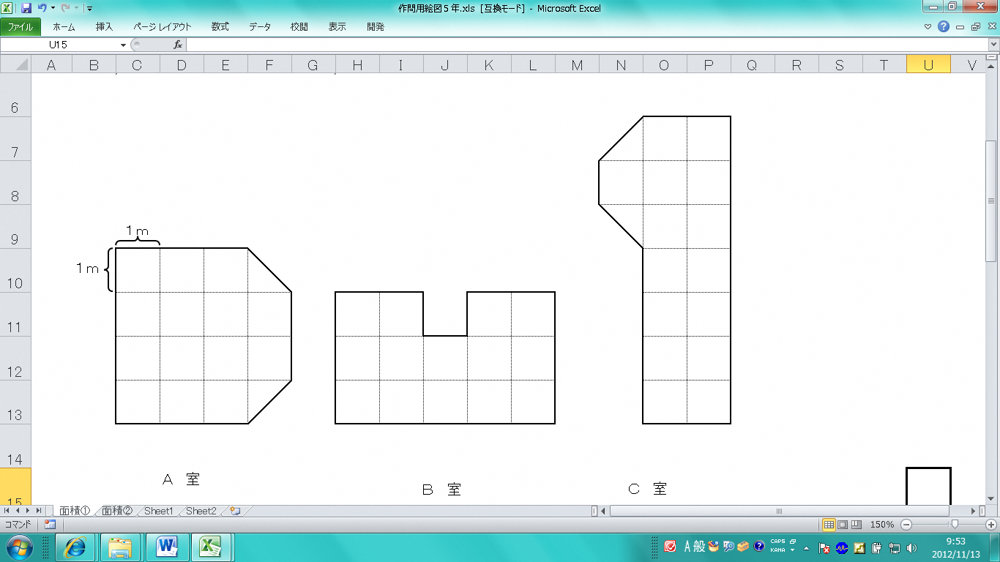 作問用絵図５年.xls [互換モード] - Microsoft Excel
ファイル ホーム 挿入 ページ レイアウト 数式 データ 校閲 表示 開発
U15 fx
A B C D E F G H I J K L M N O P Q R S T U V
6
7
8
9
10
11
12
13
14
15
1ｍ
1ｍ
A 室
B 室
C 室
面積① 面積② Sheet1 Sheet2
コマンド 150%
A 般 CAPS KANA
9:53
2012/11/13